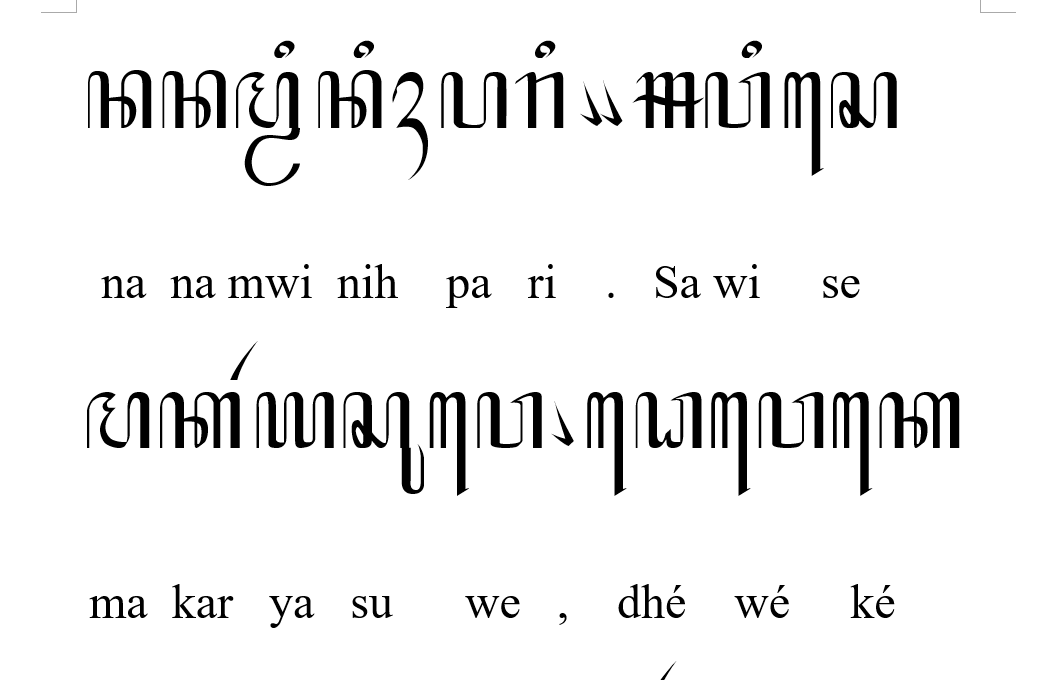 ꦤꦤꦩ꧀ꦮꦶꦤꦶꦃꦥꦫꦶ꧉ꦯꦮꦶꦱꦺ
na na mwi nih pa ri . Sa wi se
ꦩꦏꦂꦪꦱꦸꦮꦺ꧈ꦝꦺꦮꦺꦏꦺ
ma kar ya su we , dhé wé ké